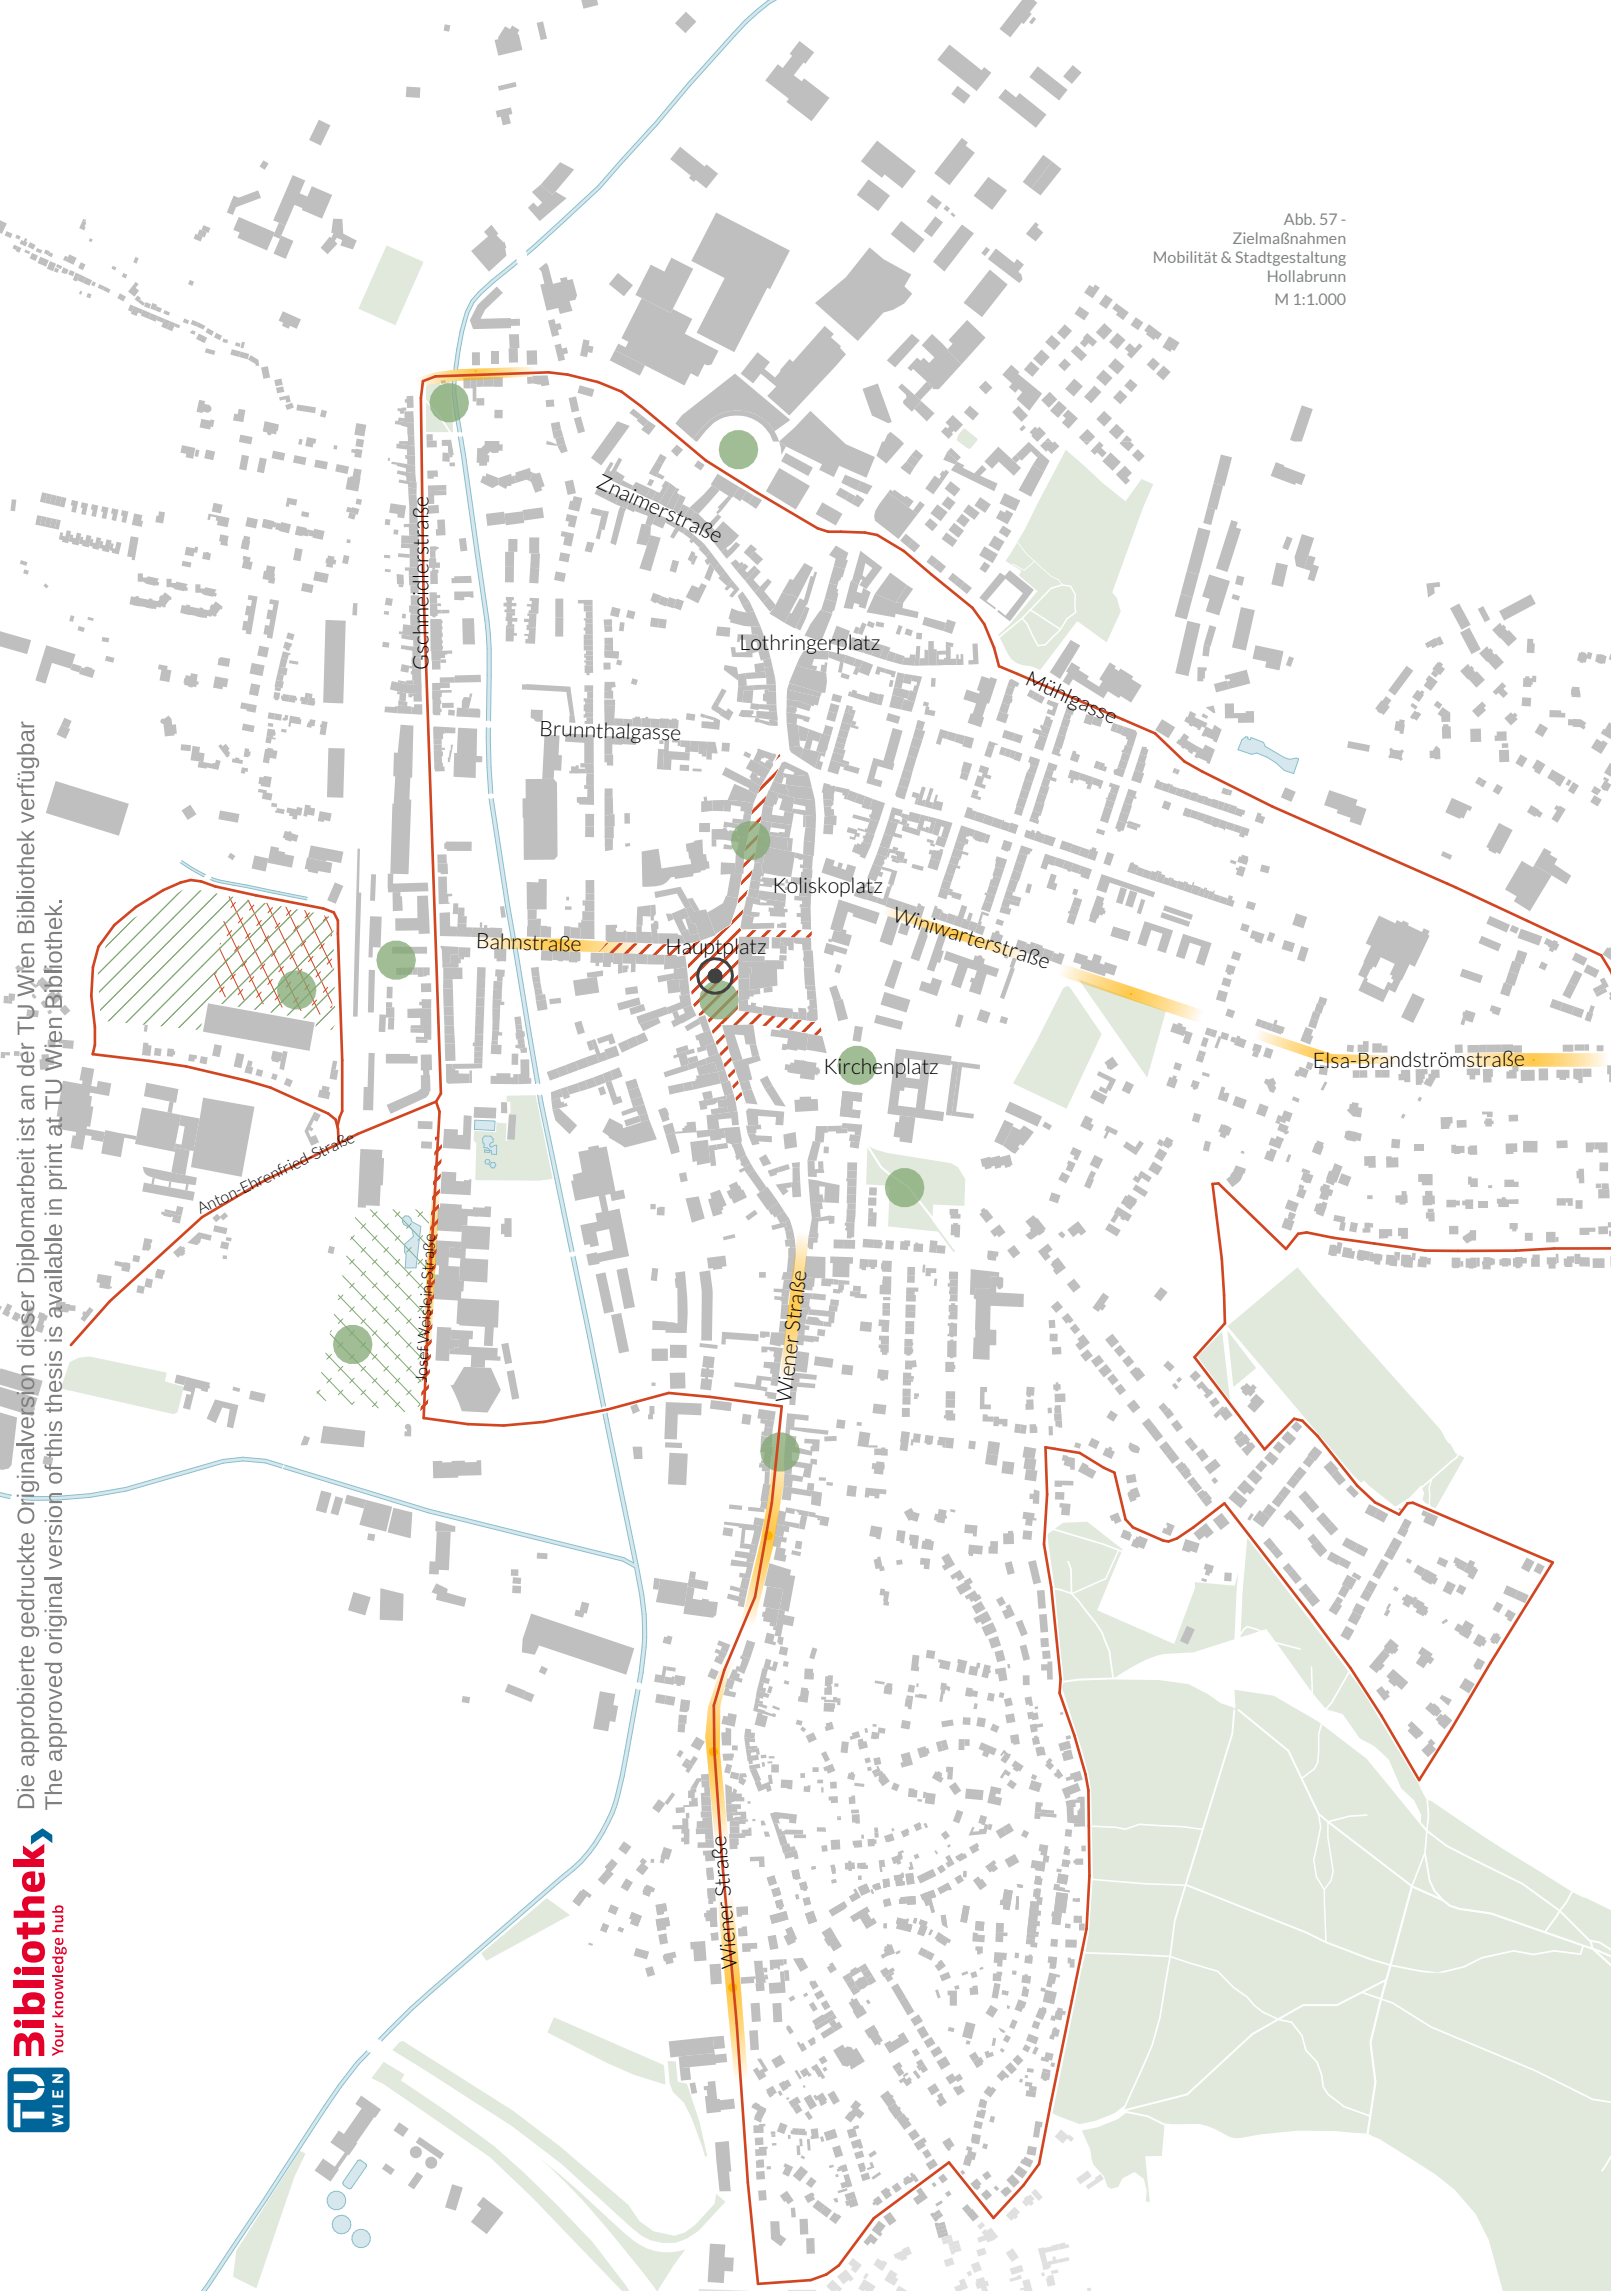 Abb. 57 -
Zielmaßnahmen
Mobilität & Stadtgestaltung
Hollabrunn
M 1:1.000
Znaimerstraße
Gschmeidlerstraße
Lothringerplatz
Mühlgasse
Brunnthalgasse
Koliskoplatz
Winiwarterstraße
Bahnstraße
Hauptplatz
Elsa-Brandströmstraße
Kirchenplatz
Anton-Ehrenfried-Straße
Josef-Weislein-Straße
Wiener Straße
Wiener Straße
Die approbierte gedruckte Originalversion dieser Diplomarbeit ist an der TU Wien Bibliothek verfügbar
The approved original version of this thesis is available in print at TU Wien Bibliothek.
TU
WIEN
Bibliothek
Your knowledge hub